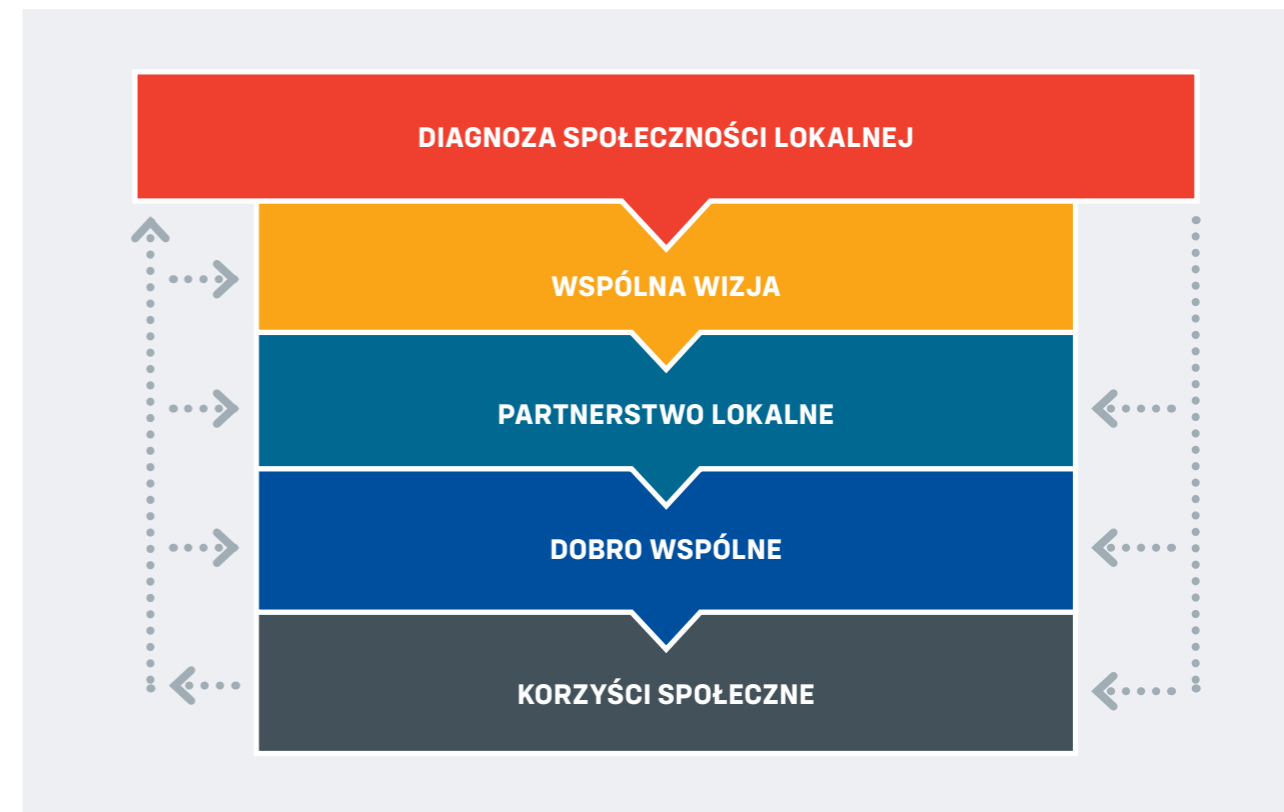 DIAGNOZA SPOŁECZNOŚCI LOKALNEJ
WSPÓLNA WIZJA
PARTNERSTWO LOKALNE
DOBRO WSPÓLNE
KORZYŚCI SPOŁECZNE